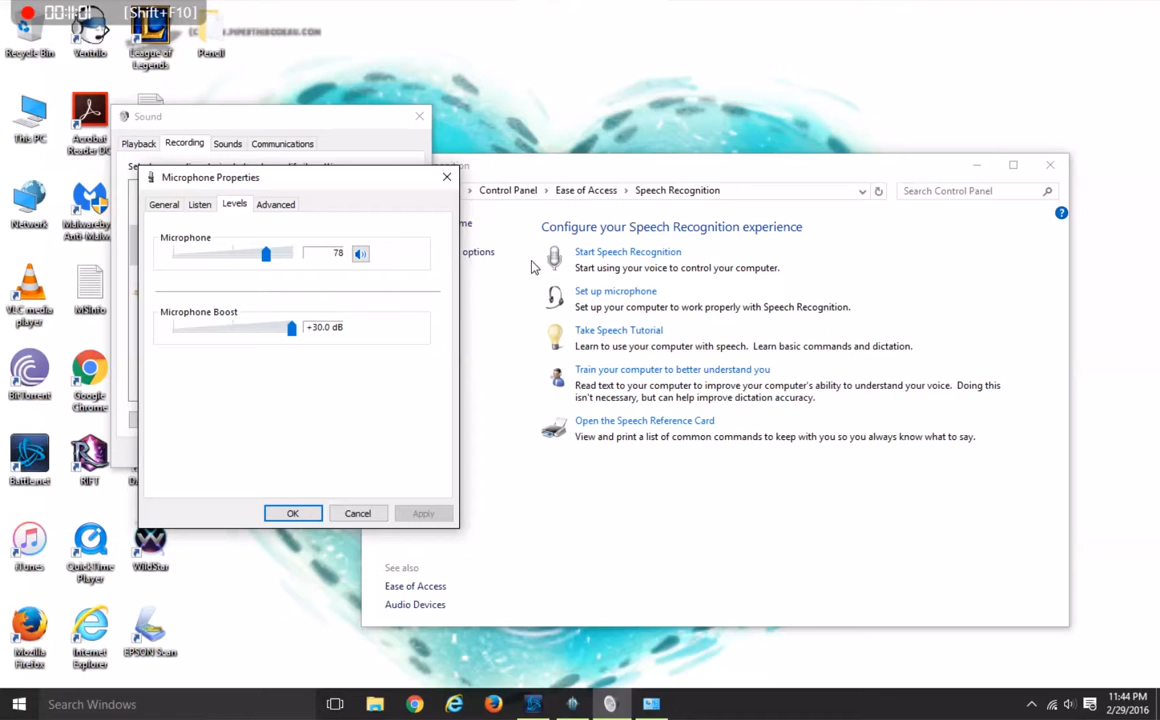 00:11:01 [Shift+F10]
Recycle Bin
Ventrilo
League of
Legends
Pencil
This PC
Acrobat
Reader DC
Network
Malwareby...
Anti-Malw...
VLC media
player
MSInfo
BitTorrent
Google
Chrome
Battle.net
RIFT
iTunes
QuickTime
Player
WildStar
Mozilla
Firefox
Internet
Explorer
EPSON Scan
Sound
Playback
Recording
Sounds
Communications
Microphone Properties
General
Listen
Levels
Advanced
Microphone
78
Microphone Boost
+30.0 dB
OK
Cancel
Apply
Control Panel
Ease of Access
Speech Recognition
Search Control Panel
options
Configure your Speech Recognition experience
Start Speech Recognition
Start using your voice to control your computer.
Set up microphone
Set up your computer to work properly with Speech Recognition.
Take Speech Tutorial
Learn to use your computer with speech. Learn basic commands and dictation.
Train your computer to better understand you
Read text to your computer to improve your computer's ability to understand your voice. Doing this
isn't necessary, but can help improve dictation accuracy.
Open the Speech Reference Card
View and print a list of common commands to keep with you so you always know what to say.
See also
Ease of Access
Audio Devices
Search Windows
11:44 PM
2/29/2016